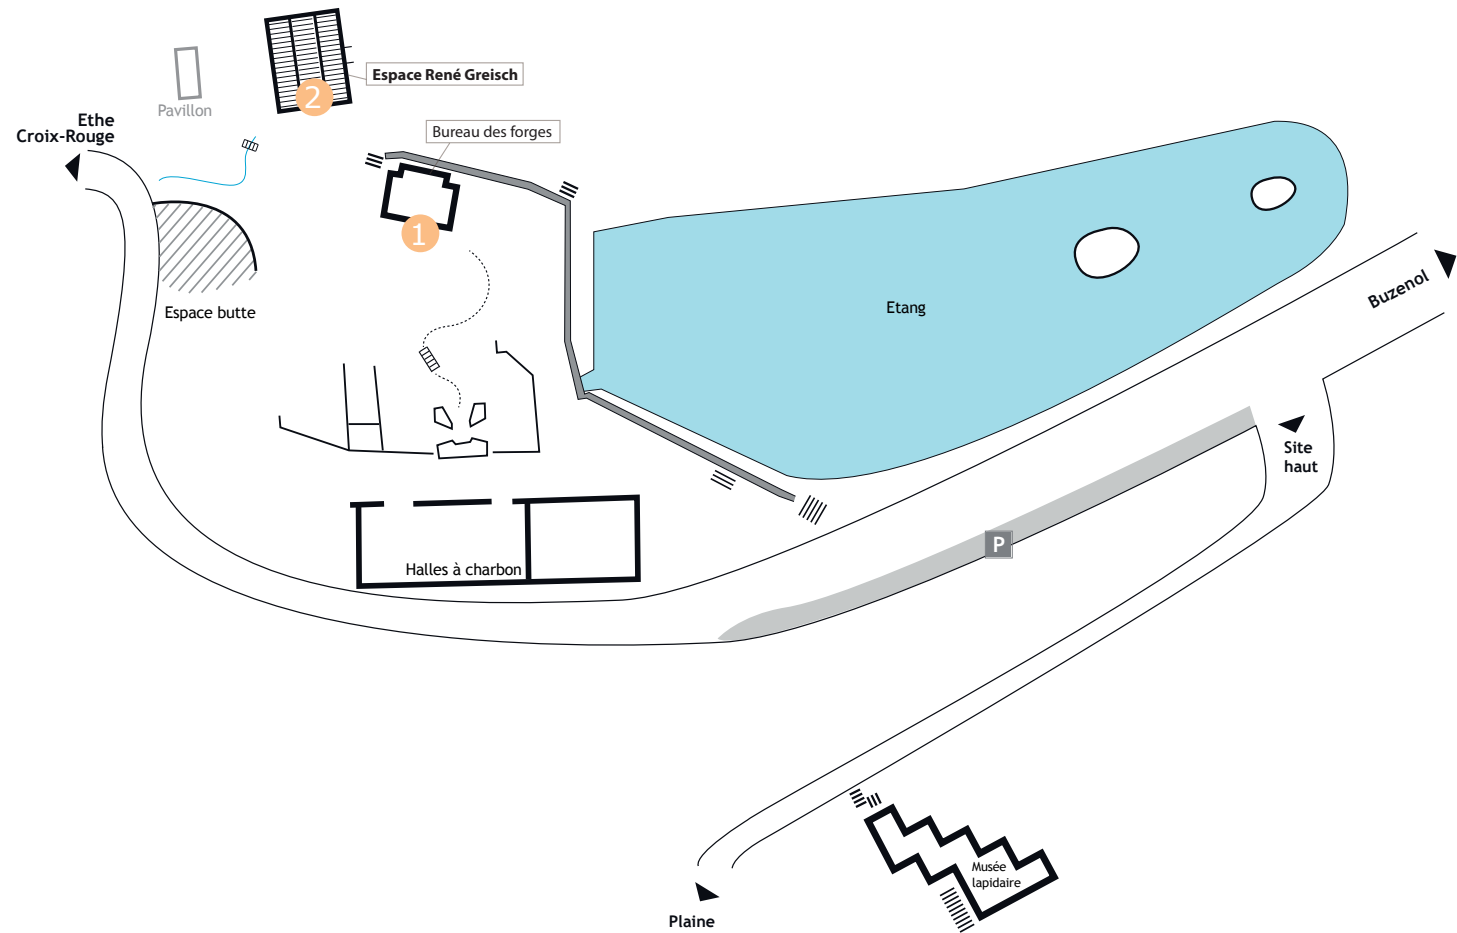 Espace René Greisch
2
Pavillon
Ethe
Croix-Rouge
Bureau des forges
1
Espace butte
Etang
Buzenol
Site
haut
P
Halles à charbon
Musée
lapidaire
Plaine